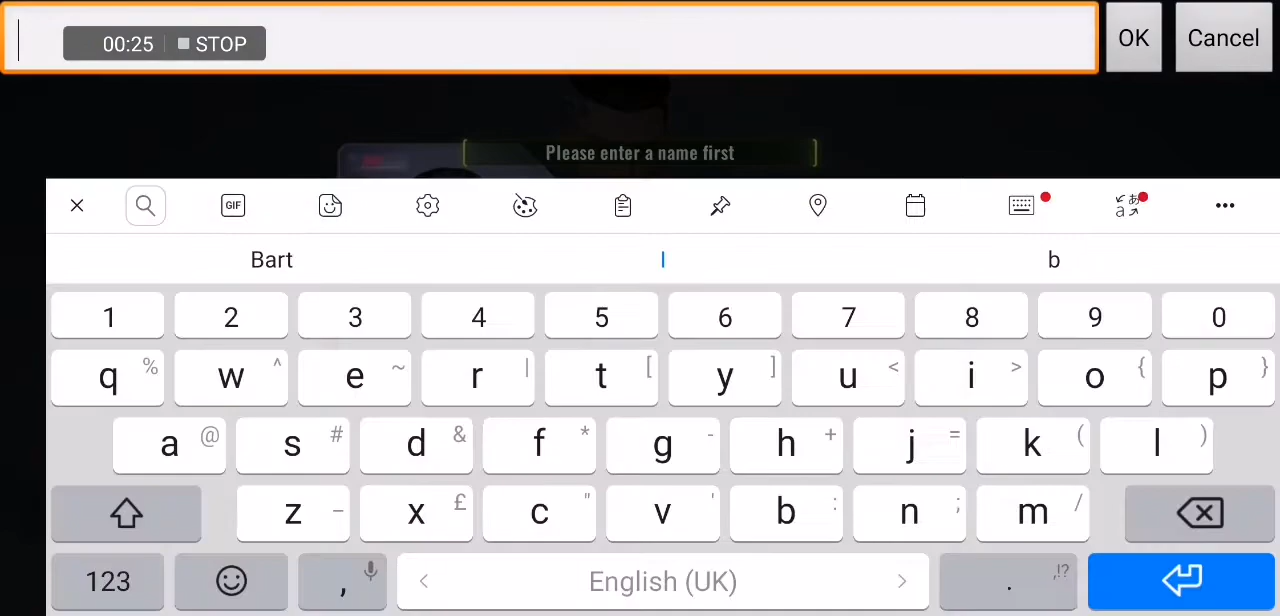 00:25 STOP
OK
Cancel
Please enter a name first
GIF
Bart l b
1 2 3 4 5 6 7 8 9 0
q % w ^ e ~ r | t [ y ] u < i > o { p }
a @ s # d & f * g - h + j = k ( l )
z _ x £ c " v ' b : n ; m /
123 , < English (UK) > . ,!?